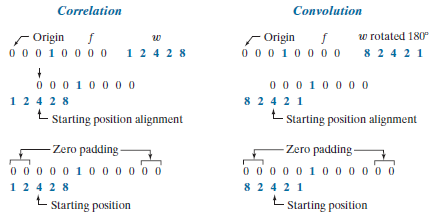 Correlation
Origin f w
0 0 0 1 0 0 0 0 1 2 4 2 8
0 0 0 1 0 0 0 0
1 2 4 2 8
Starting position alignment
Zero padding
0 0 0 0 0 1 0 0 0 0 0 0
1 2 4 2 8
Starting position
Convolution
Origin f w rotated 180°
0 0 0 1 0 0 0 0 8 2 4 2 1
0 0 0 1 0 0 0 0
8 2 4 2 1
Starting position alignment
Zero padding
0 0 0 0 0 1 0 0 0 0 0 0
8 2 4 2 1
Starting position